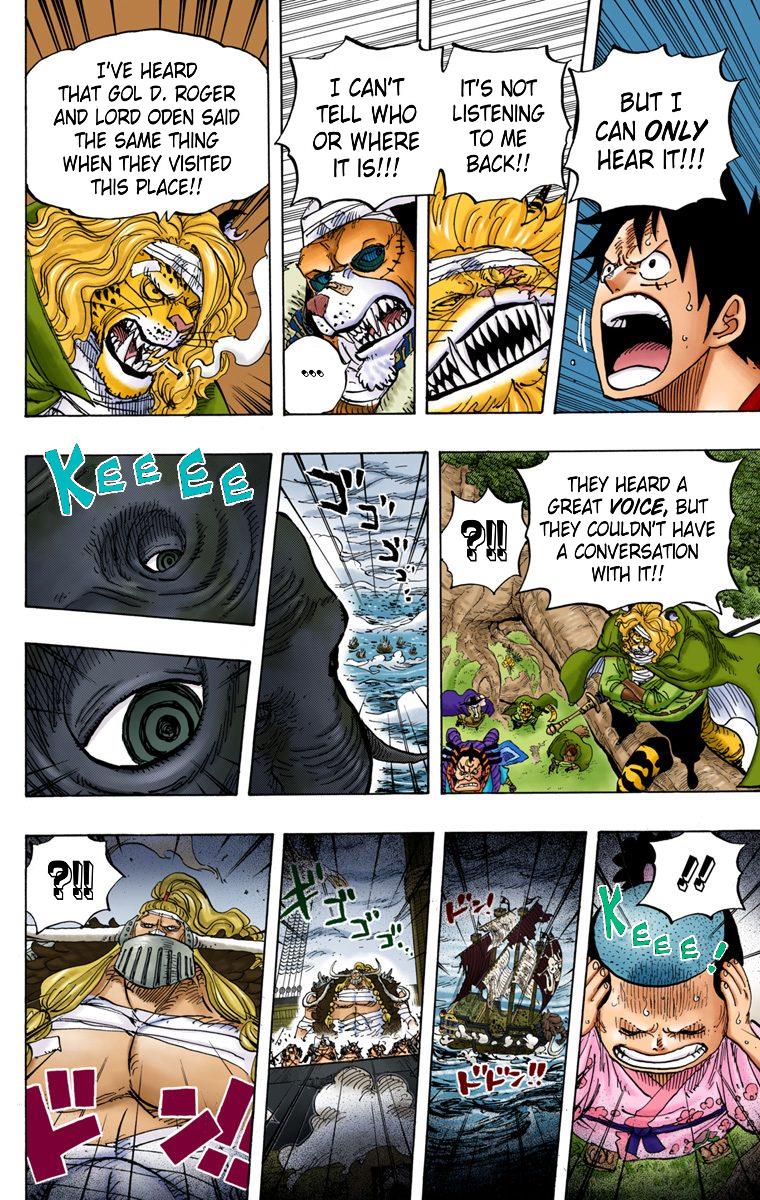 BUT I
CAN ONLY
HEAR IT!!!
IT'S NOT
LISTENING
TO ME
BACK!!
I CAN'T
TELL WHO
OR WHERE
IT IS!!!
...
I'VE HEARD
THAT GOL D. ROGER
AND LORD ODEN SAID
THE SAME THING
WHEN THEY VISITED
THIS PLACE!!
THEY HEARD A
GREAT VOICE, BUT
THEY COULDN'T HAVE
A CONVERSATION
WITH IT!!
?!!
ゴゴゴゴ...
KEEEE
!!
KEEE!
ドン!
ドドン!!
ギゴゴゴ...
?!!
ドン!!